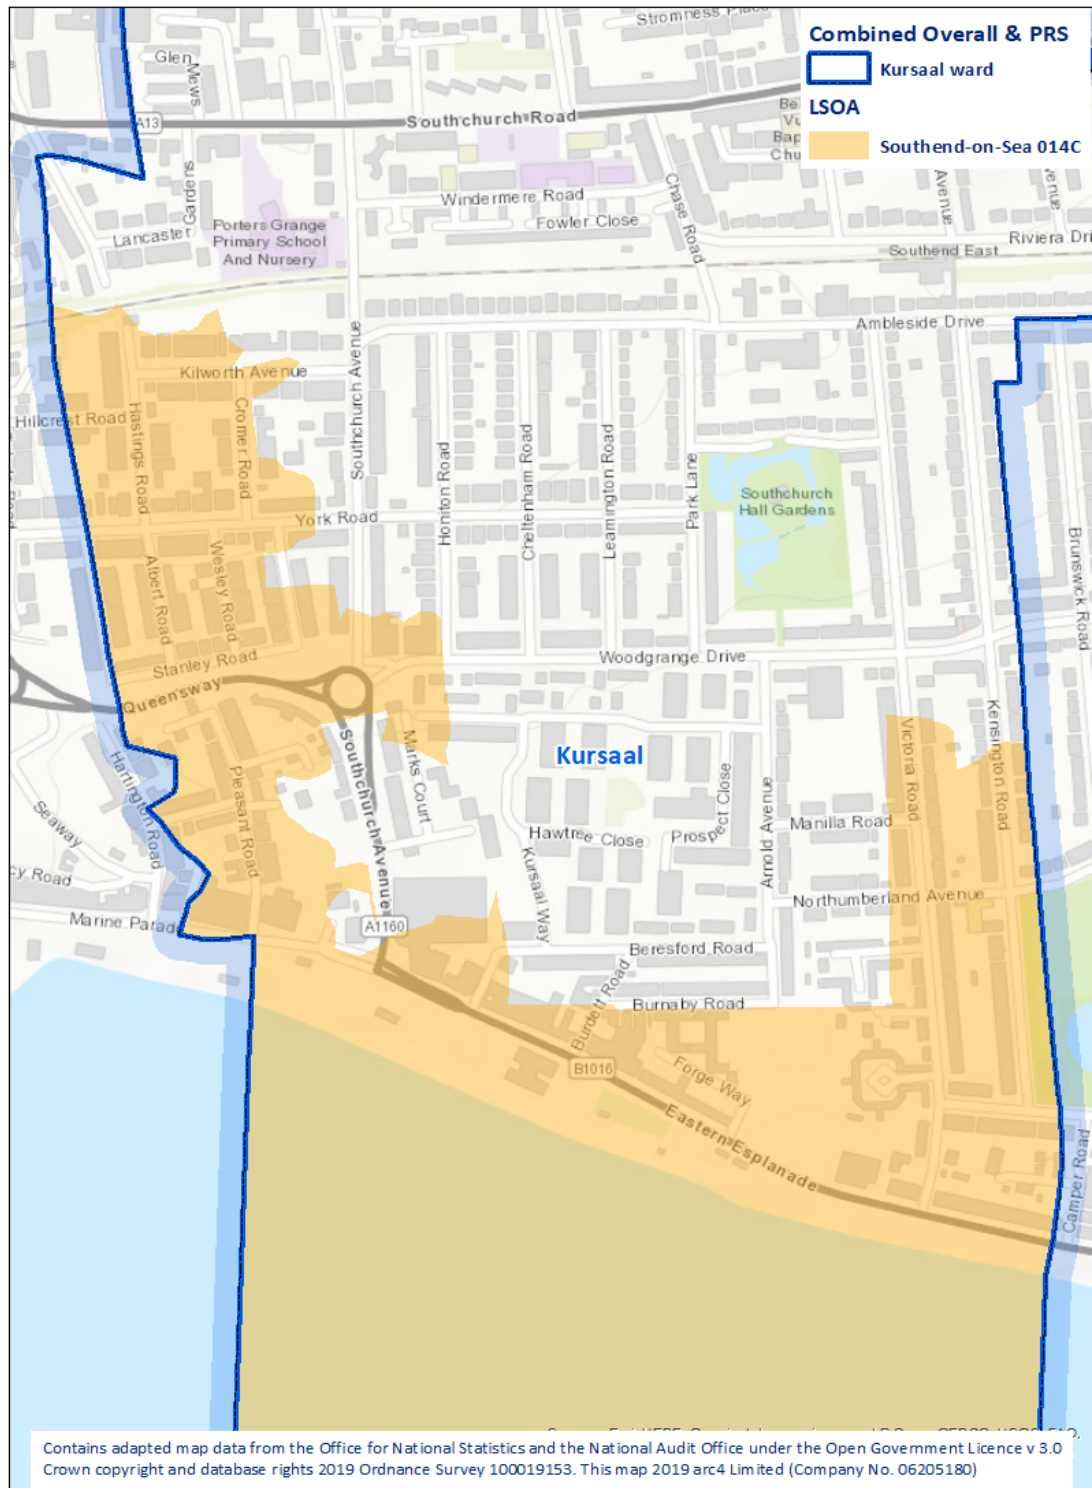 Stromness Place
Combined Overall & PRS
Kursaal ward
LSOA
Southend-on-Sea 014C
Glen
Mews
A13
Southchurch Road
Be
Vu
Bap
Chu
Windermere Road
Fowler Close
Chase Road
Avenue
venue
Gardens
Lancaster
Porters Grange
Primary School
And Nursery
Southend East
Riviera Dri
Ambleside Drive
Southchurch Avenue
Kilworth Avenue
Hillcrest Road
Hastings Road
Cromer Road
Honiton Road
Cheltenham Road
Leamington Road
Park Lane
Southchurch
Hall Gardens
York Road
Brunswick Road
Albert Road
Wesley Road
Stanley Road
Woodgrange Drive
Queensway
Kursaal
Southchurch Avenue
Marks Court
Victoria Road
Kensington Road
Hartington Road
Pleasant Road
Seaway
Prospect Close
Arnold Avenue
Manilla Road
Hawtree Close
Kursaal Way
cy Road
Northumberland Avenue
Marine Parade
A1160
Beresford Road
Burdett Road
Burnaby Road
B1016
Forge Way
Eastern Esplanade
Camper Road
Contains adapted map data from the Office for National Statistics and the National Audit Office under the Open Government Licence v 3.0
Crown copyright and database rights 2019 Ordnance Survey 100019153. This map 2019 arc4 Limited (Company No. 06205180)